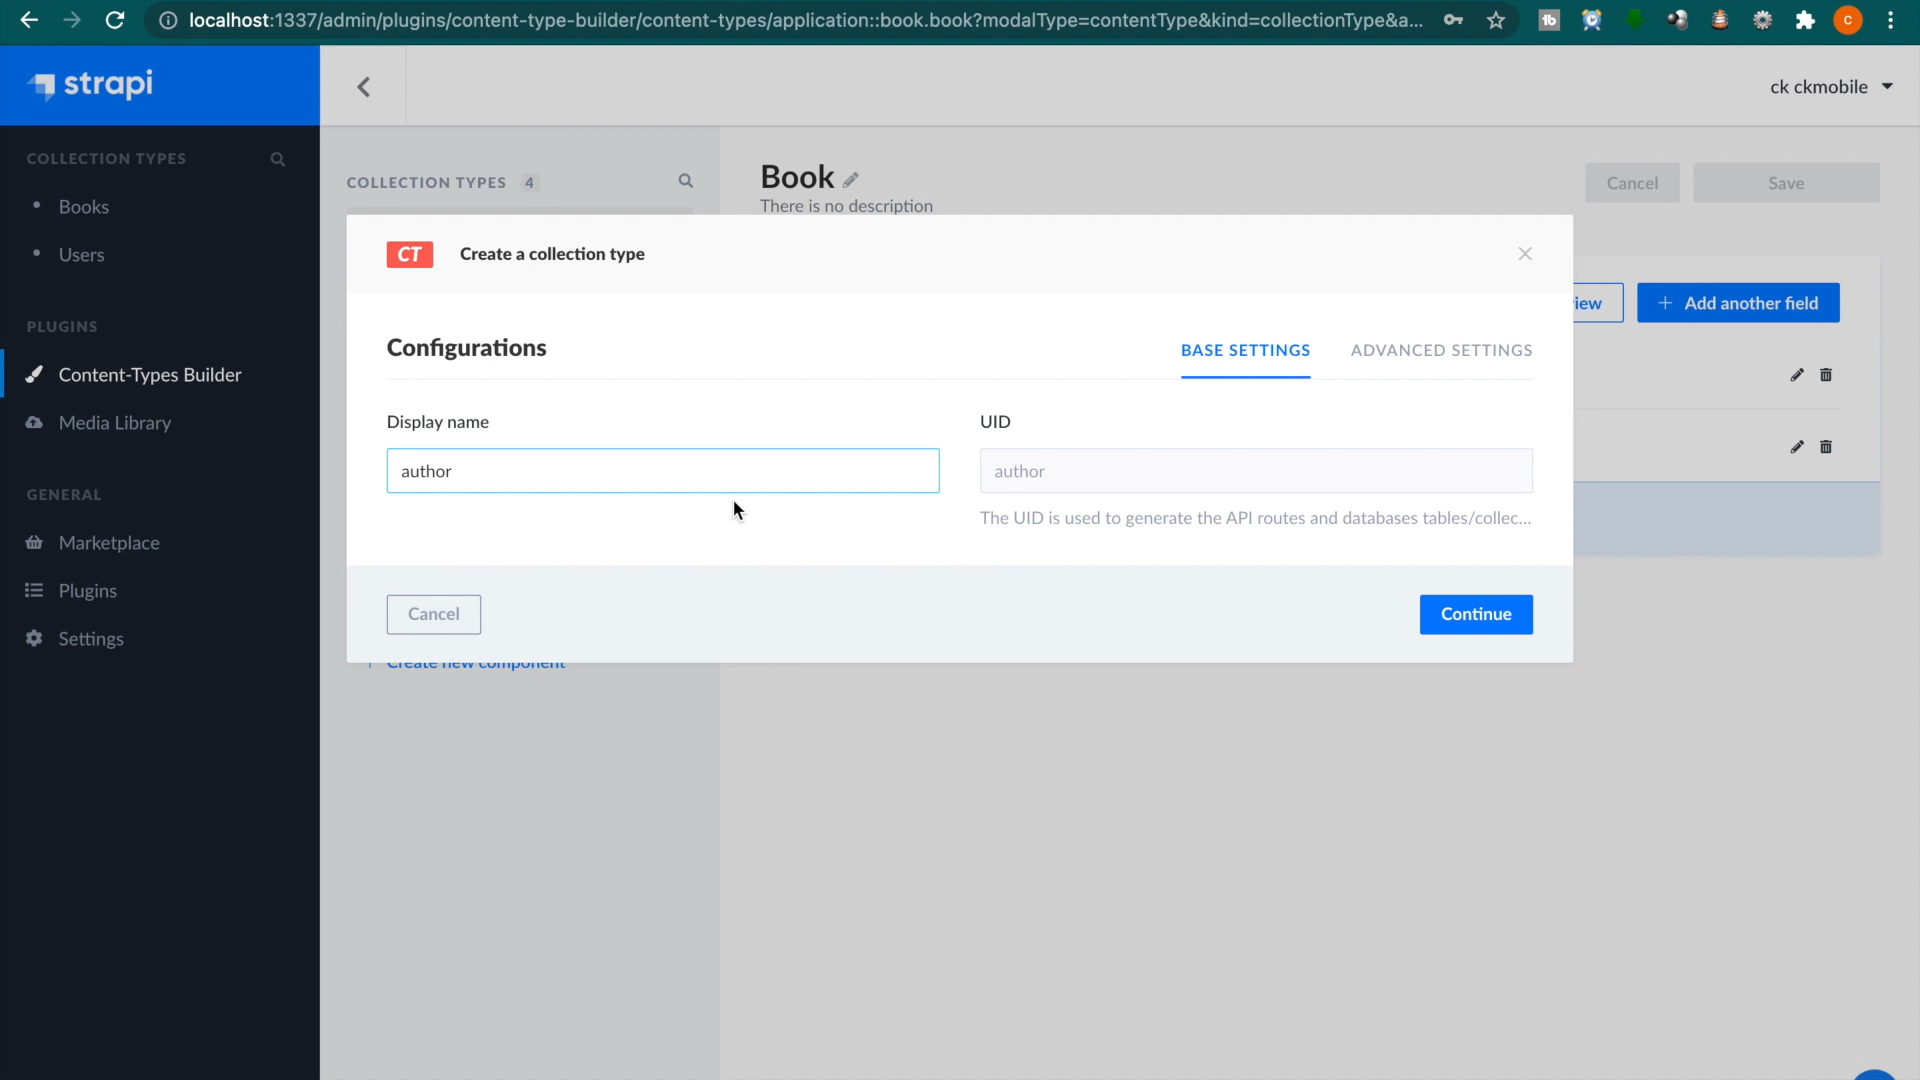 localhost:1337/admin/plugins/content-type-builder/content-types/application::book.book?modalType=contentType&kind=collectionType&a...
C
strapi
ck ckmobile
COLLECTION TYPES
Books
Users
PLUGINS
Content-Types Builder
Media Library
GENERAL
Marketplace
Plugins
Settings
COLLECTION TYPES 4
Book
There is no description
Cancel
Save
+ Add another field
CT Create a collection type
Configurations
BASE SETTINGS
ADVANCED SETTINGS
Display name
author
UID
author
The UID is used to generate the API routes and databases tables/collec...
Cancel
Continue
Create new component